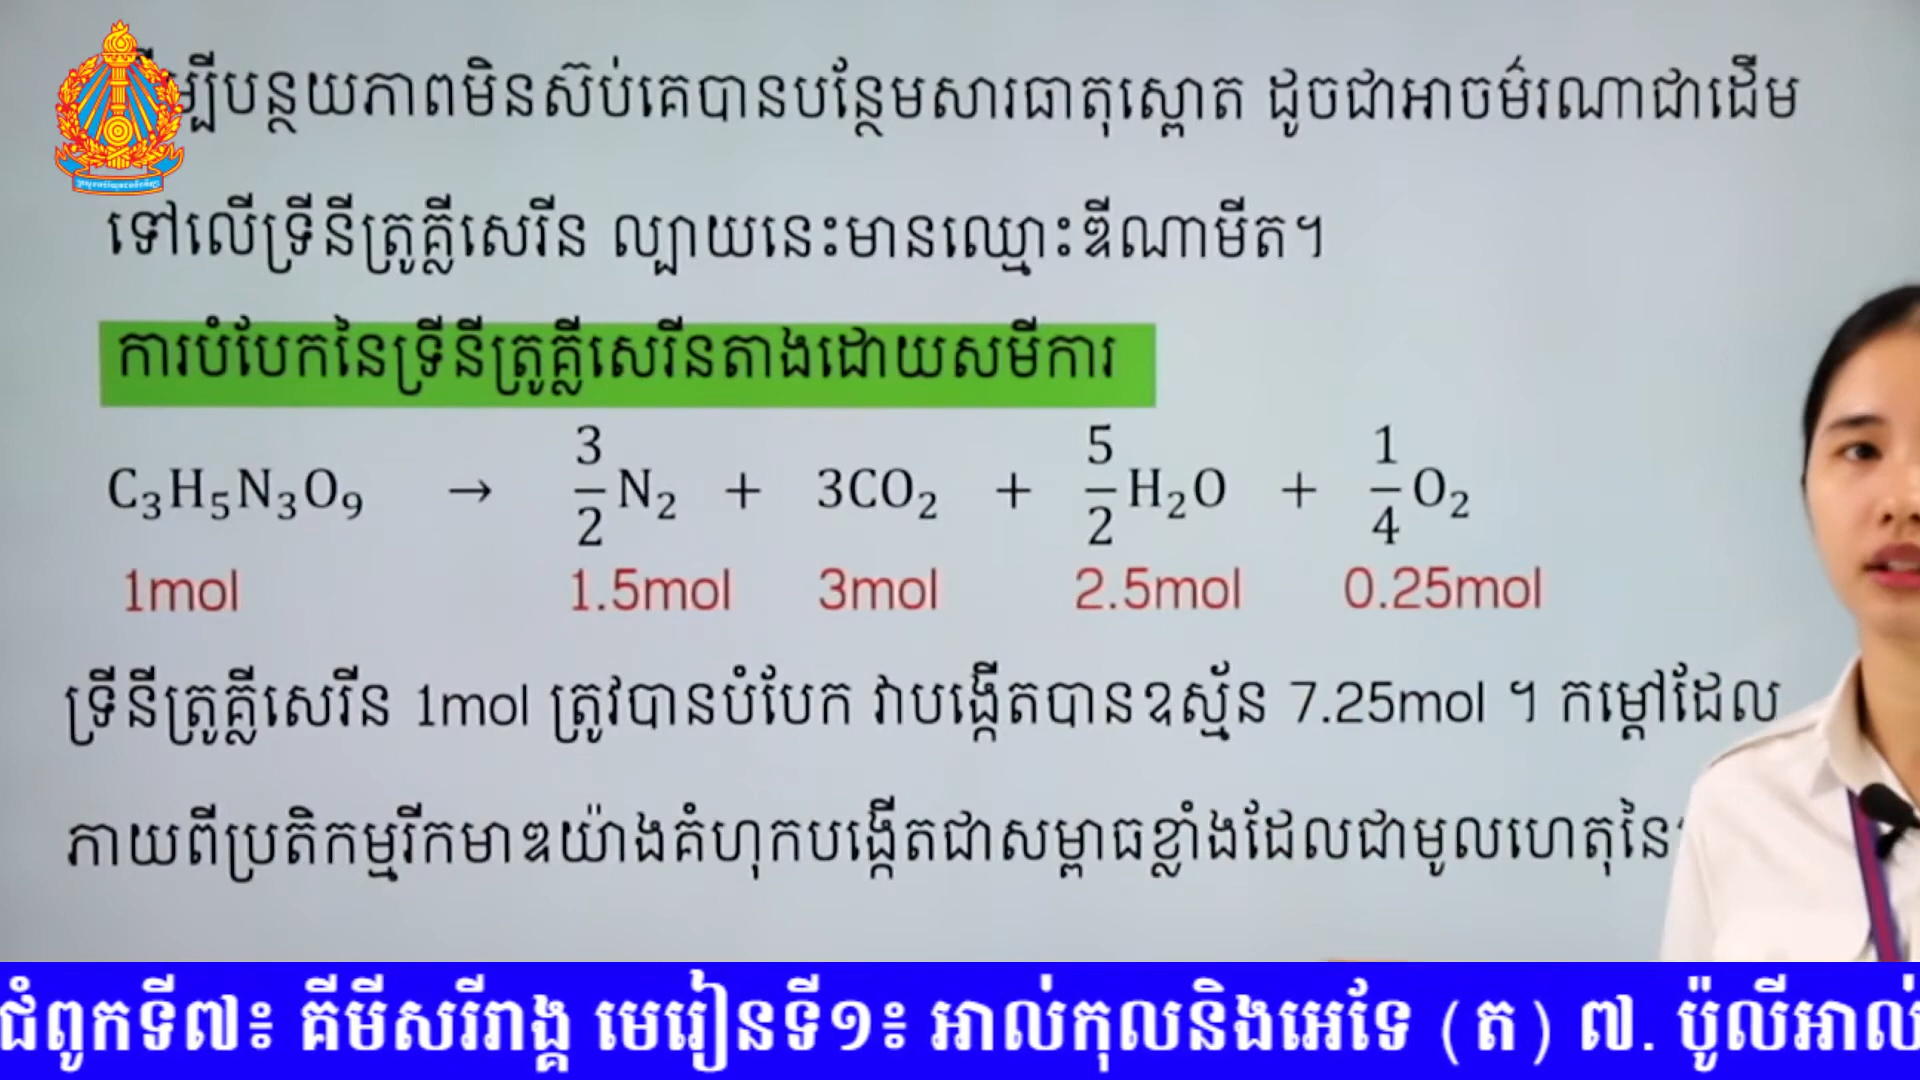 ដើម្បីបន្ថយភាពមិនស៊ប់គេបានបន្ថែមសារធាតុស្ពោត ដូចជាអាចម៌រណាជាដើម
ទៅលើទ្រីនីត្រូគ្លីសេរីន ល្បាយនេះមានឈ្មោះឌីណាមីត។
ការបំបែកនៃទ្រីនីត្រូគ្លីសេរីនតាងដោយសមីការ
C₃H₅N₃O₉ → 3/2 N₂ + 3CO₂ + 5/2 H₂O + 1/4 O₂
1mol 1.5mol 3mol 2.5mol 0.25mol
ទ្រីនីត្រូគ្លីសេរីន 1mol ត្រូវបានបំបែក វាបង្កើតបានឧស្ម័ន 7.25mol ។ កម្ដៅដែល
ភាយពីប្រតិកម្មរីកមាឌយ៉ាងគំហុកបង្កើតជាសម្ពាធខ្លាំងដែលជាមូលហេតុនៃ
ជំពូកទី៧៖ គីមីសរីរាង្គ មេរៀនទី១៖ អាល់កុលនិងអេទែ (ត) ៧. ប៉ូលីអាល់